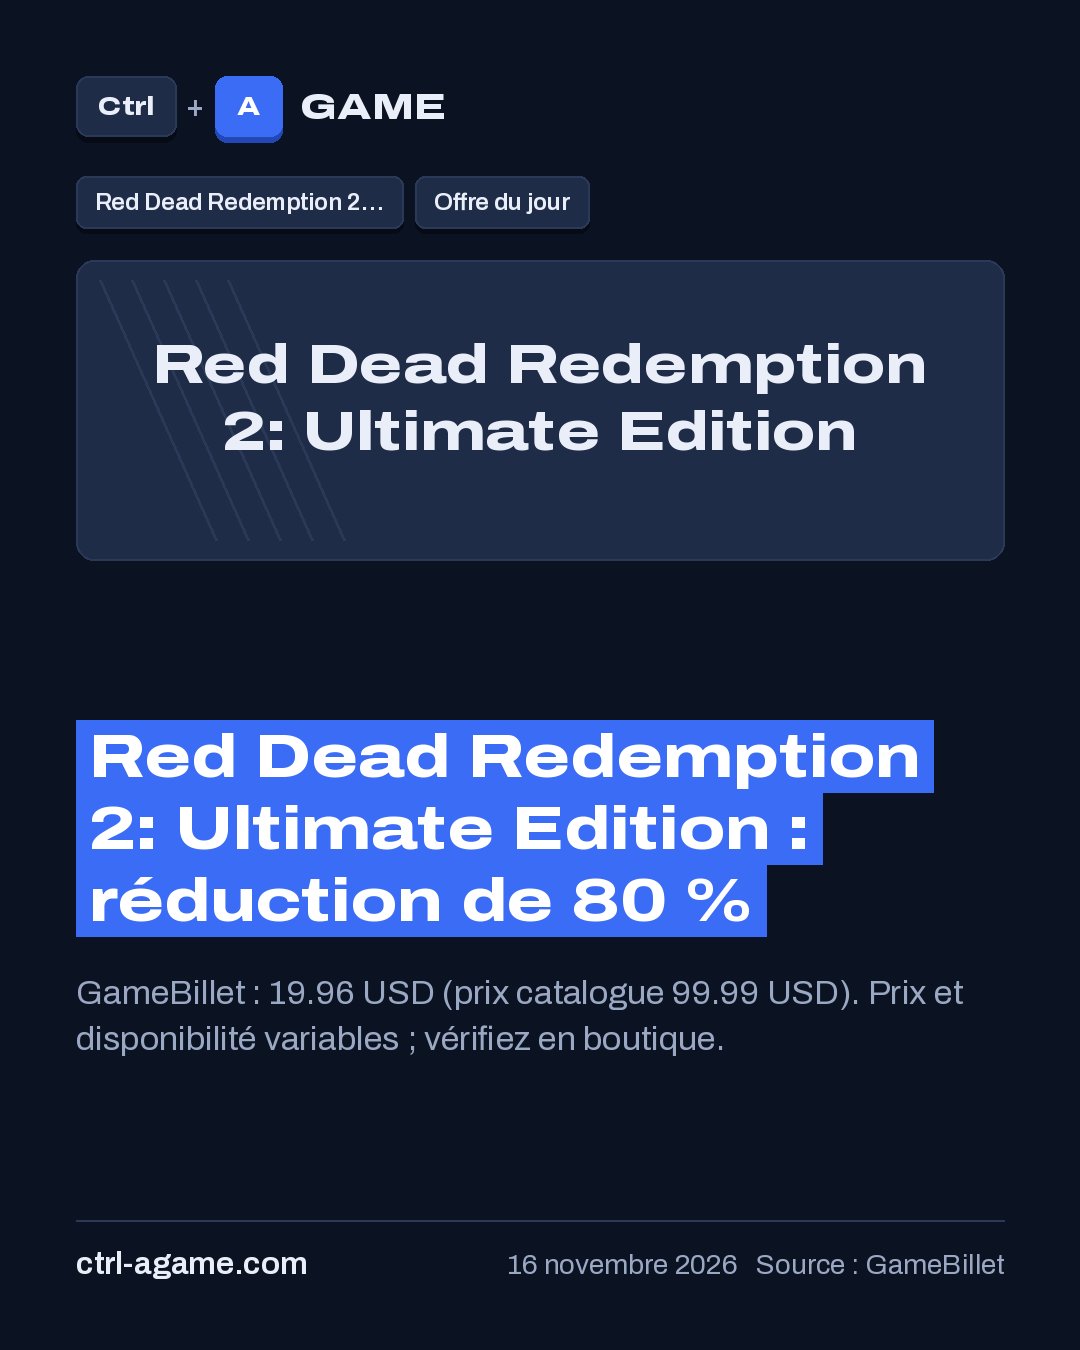 Ctrl + A GAME
Red Dead Redemption 2… Offre du jour
Red Dead Redemption
2: Ultimate Edition
Red Dead Redemption
2: Ultimate Edition :
réduction de 80 %
GameBillet : 19.96 USD (prix catalogue 99.99 USD). Prix et
disponibilité variables ; vérifiez en boutique.
ctrl-agame.com 16 novembre 2026 Source : GameBillet